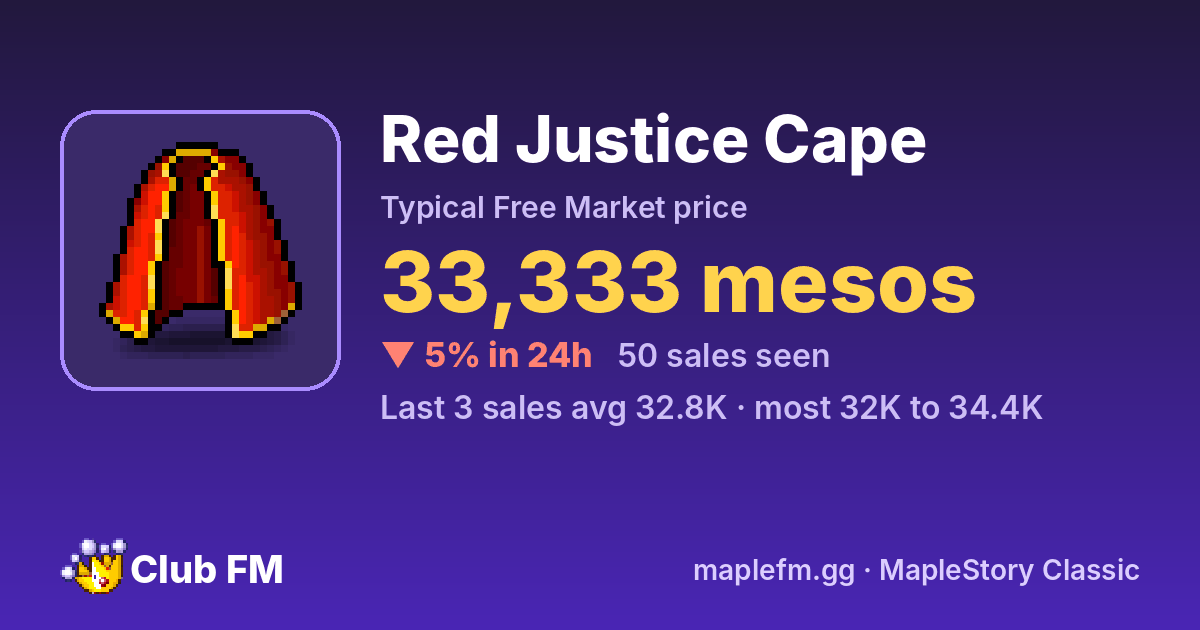 Red Justice Cape
Typical Free Market price
33,333 mesos
▼ 5% in 24h 50 sales seen
Last 3 sales avg 32.8K · most 32K to 34.4K
Club FM
maplefm.gg · MapleStory Classic